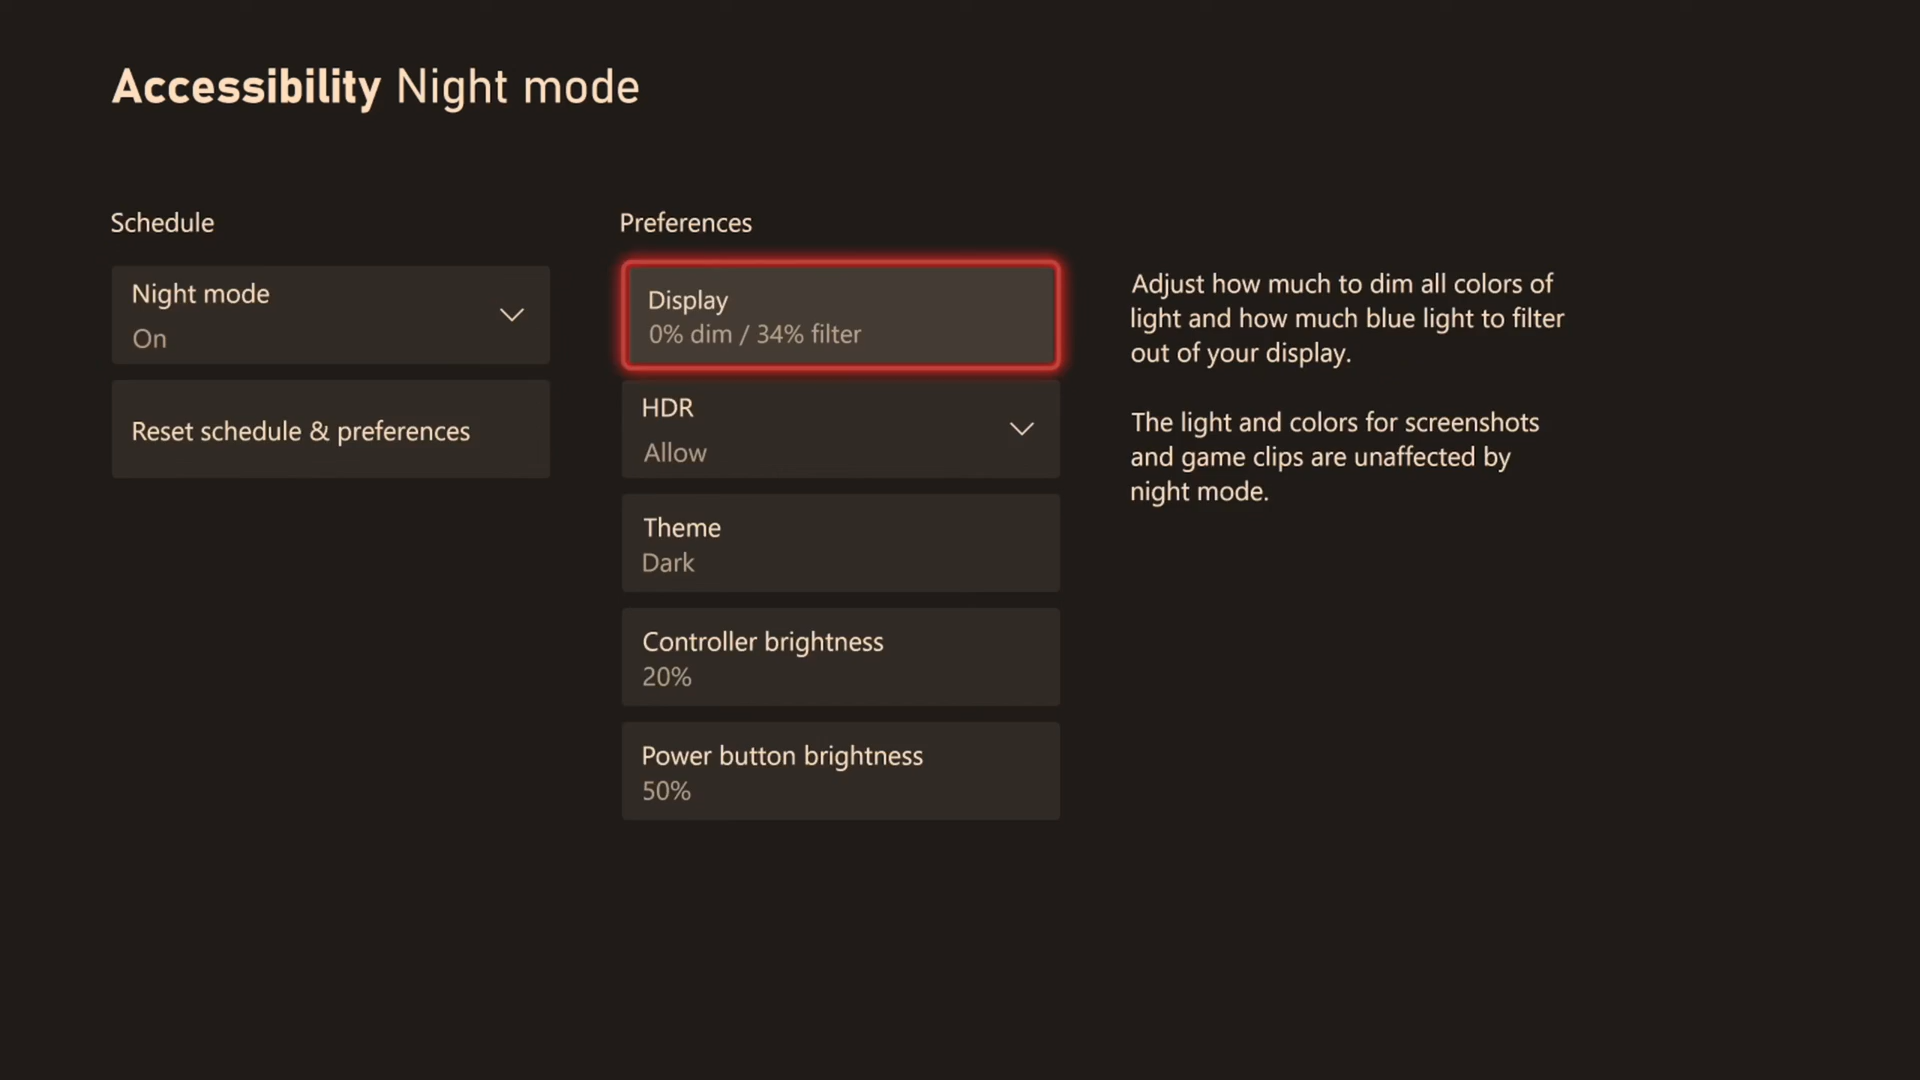 Accessibility Night mode
Schedule
Night mode
On
Reset schedule & preferences
Preferences
Display
0% dim / 34% filter
HDR
Allow
Theme
Dark
Controller brightness
20%
Power button brightness
50%
Adjust how much to dim all colors of
light and how much blue light to filter
out of your display.
The light and colors for screenshots
and game clips are unaffected by
night mode.